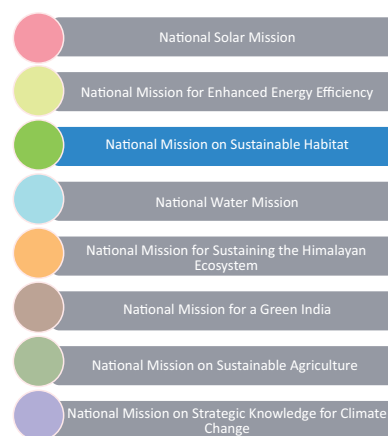 National Solar Mission
National Mission for Enhanced Energy Efficiency
National Mission on Sustainable Habitat
National Water Mission
National Mission for Sustaining the Himalayan
Ecosystem
National Mission for a Green India
National Mission on Sustainable Agriculture
National Mission on Strategic Knowledge for Climate
Change